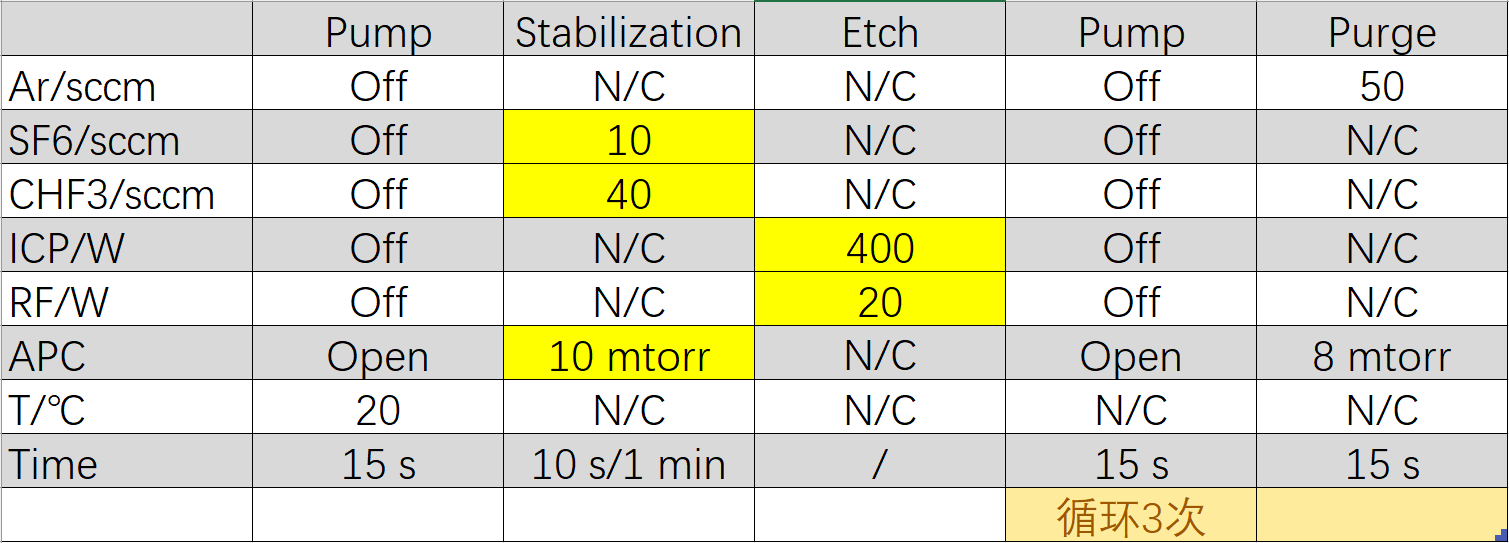 Pump Stabilization Etch Pump Purge
Ar/sccm Off N/C N/C Off 50
SF6/sccm Off 10 N/C Off N/C
CHF3/sccm Off 40 N/C Off N/C
ICP/W Off N/C 400 Off N/C
RF/W Off N/C 20 Off N/C
APC Open 10 mtorr N/C Open 8 mtorr
T/℃ 20 N/C N/C N/C N/C
Time 15 s 10 s/1 min / 15 s 15 s
循环3次